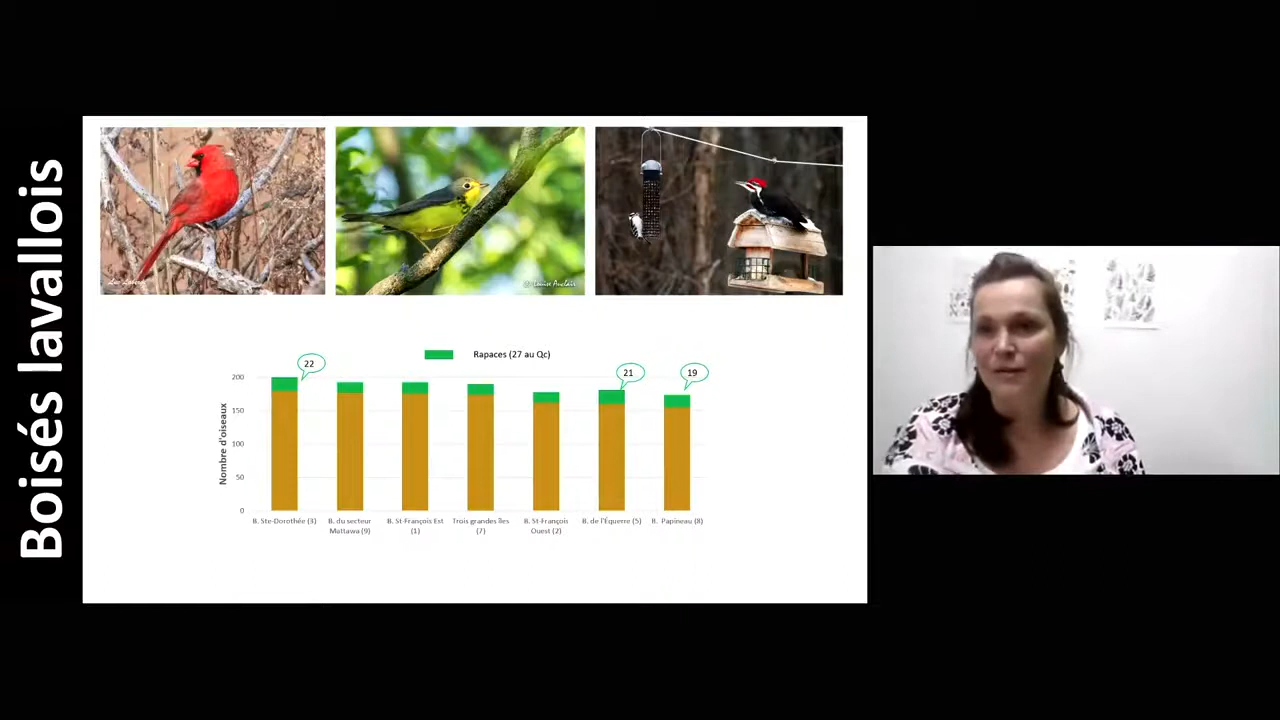 Boisés lavallois
© Louise Auclair
Rapaces (27 au Qc)
22
21
19
Nombre d'oiseaux
200
150
100
50
0
B. Ste-Dorothée (3)
B. du secteur
Mattawa (9)
B. St-François Est
(1)
Trois grandes îles
(7)
B. St-François
Ouest (2)
B. de l'Équerre (5)
B. Papineau (8)